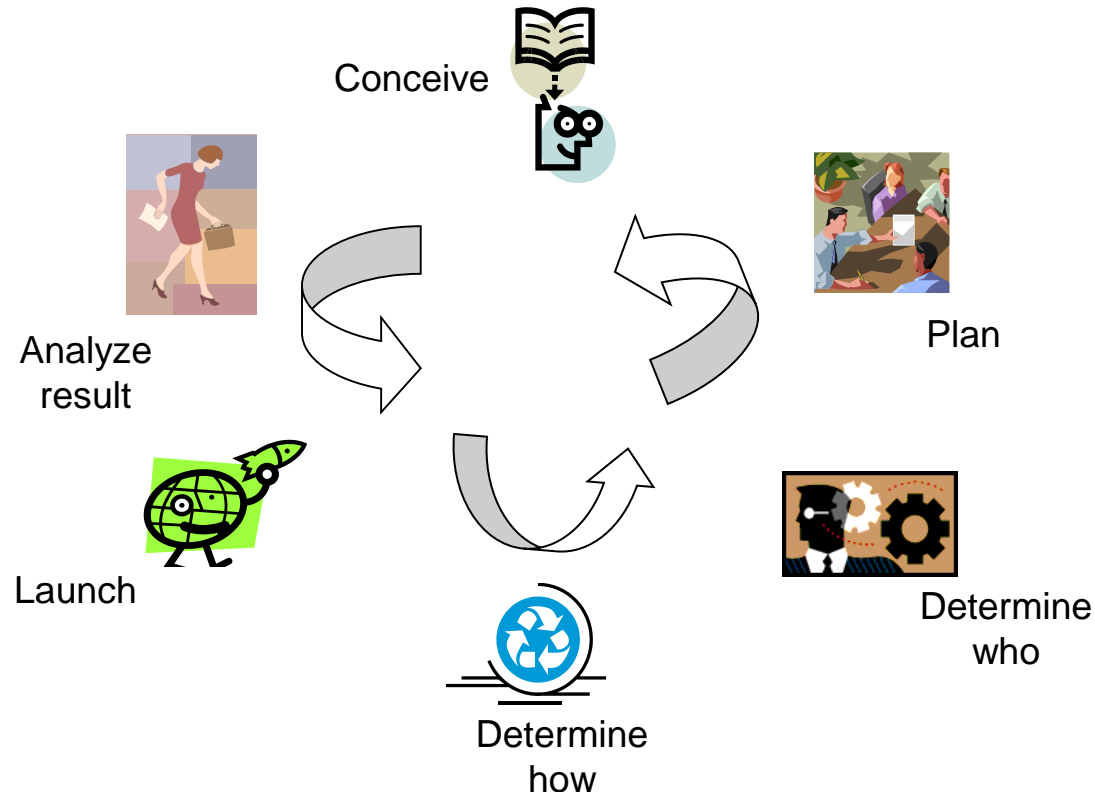 Conceive
Plan
Analyze
result
Launch
Determine
who
Determine
how